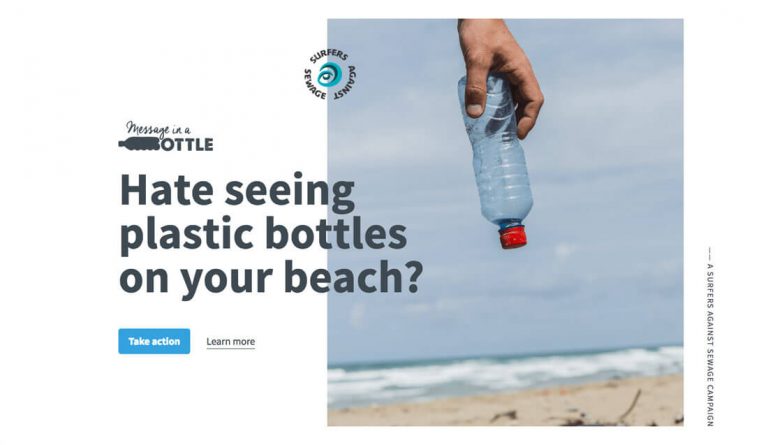 SURFERS AGAINST SEWAGE
Message in a
BOTTLE
Hate seeing
plastic bottles
on your beach?
Take action
Learn more
A SURFERS AGAINST SEWAGE CAMPAIGN